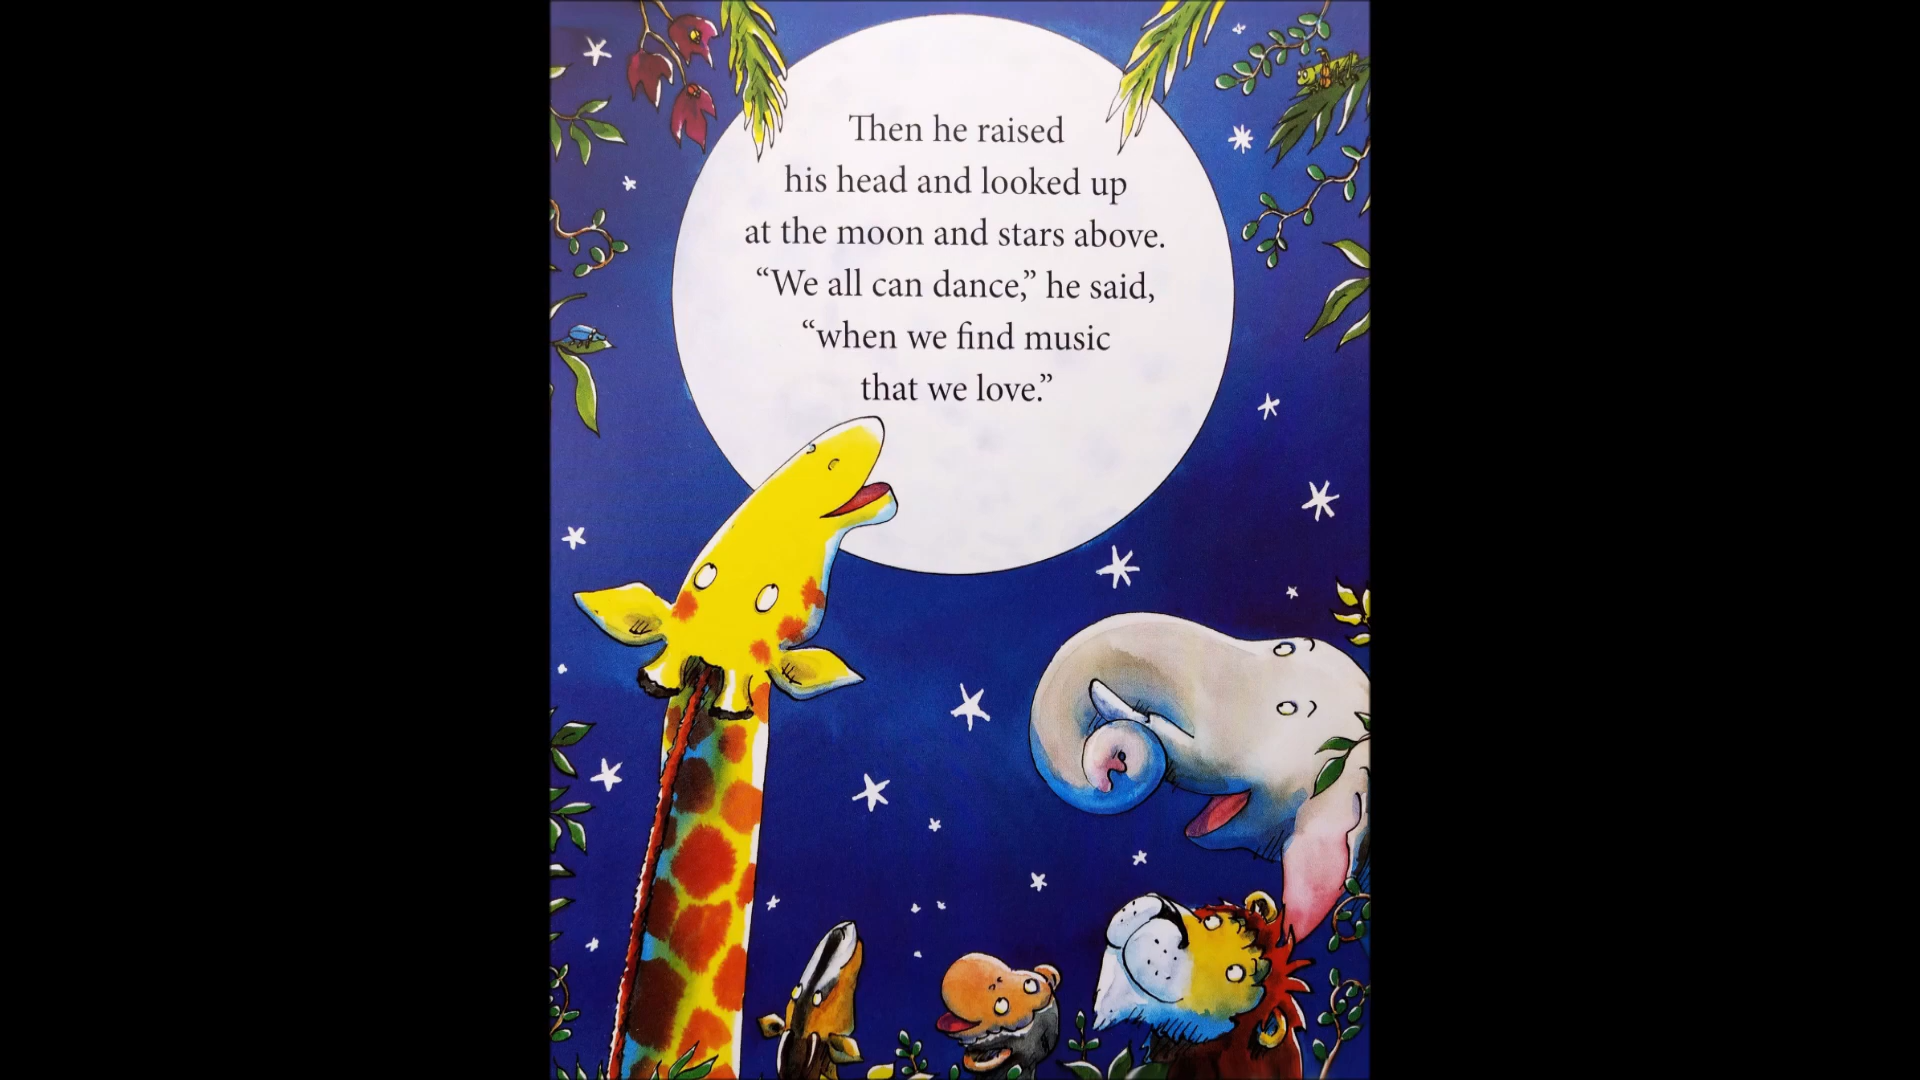 Then he raised
his head and looked up
at the moon and stars above.
“We all can dance,” he said,
“when we find music
that we love.”